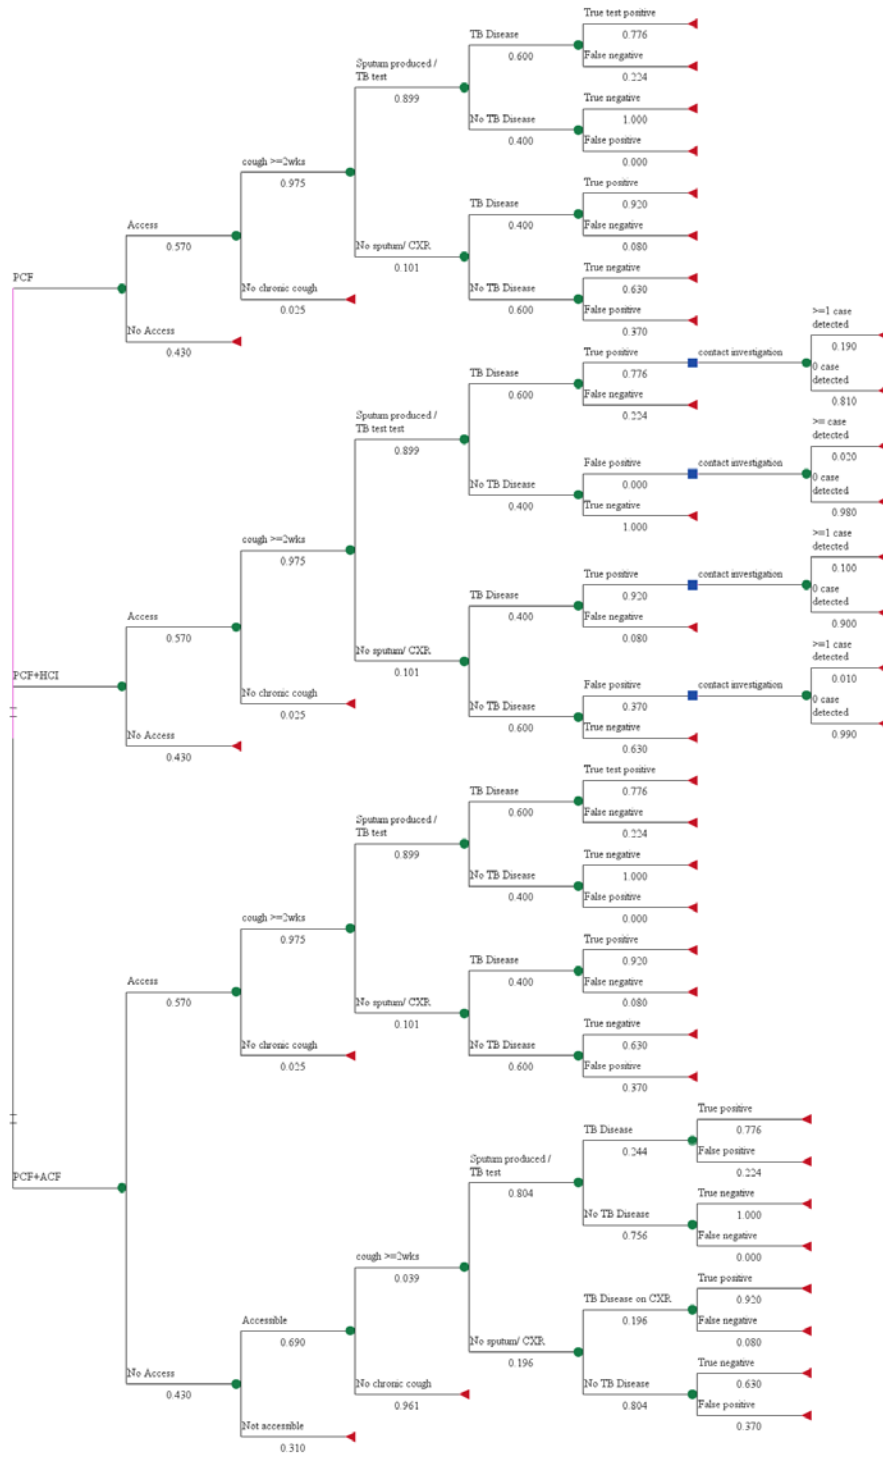 True test positive
TB Disease
0.776
0.600
False negative
Sputum produced /
TB test
0.224
0.899
True negative
No TB Disease
1.000
0.400
False positive
cough >=2wks
0.000
0.975
True positive
TB Disease
0.920
0.400
False negative
Access
0.080
0.570
No sputum/ CXR
0.101
True negative
PCF
No chronic cough
No TB Disease
0.630
0.025
0.600
False positive
0.370
No Access
0.430
>=1 case
detected
0.190
True positive
contact investigation
0 case
detected
TB Disease
0.776
0.600
False negative
0.810
Sputum produced /
TB test test
0.224
0.899
>= case
detected
0.020
False positive
contact investigation
0 case
detected
No TB Disease
0.000
0.400
True negative
0.980
1.000
cough >=2wks
0.975
>=1 case
detected
0.100
True positive
contact investigation
0 case
detected
TB Disease
0.920
0.400
False negative
0.900
Access
0.080
0.570
No sputum/ CXR
0.101
>=1 case
detected
0.010
PCF+HCI
No chronic cough
False positive
contact investigation
0 case
detected
0.025
No TB Disease
0.370
0.600
True negative
0.990
No Access
0.630
0.430
True test positive
TB Disease
0.776
0.600
False negative
Sputum produced /
TB test
0.224
0.899
True negative
No TB Disease
1.000
0.400
False positive
cough >=2wks
0.000
0.975
True positive
TB Disease
0.920
0.400
False negative
Access
0.080
0.570
No sputum/ CXR
0.101
True negative
No chronic cough
No TB Disease
0.630
0.025
0.600
False positive
0.370
True positive
TB Disease
0.776
0.244
False positive
Sputum produced /
TB test
0.224
PCF+ACF
0.804
True negative
No TB Disease
1.000
0.756
False negative
cough >=2wks
0.000
0.039
True positive
TB Disease on CXR
0.920
0.196
False negative
Accessible
0.080
0.690
No sputum/ CXR
0.196
True negative
No Access
No chronic cough
No TB Disease
0.630
0.430
0.961
0.804
False positive
0.370
Not accessible
0.310